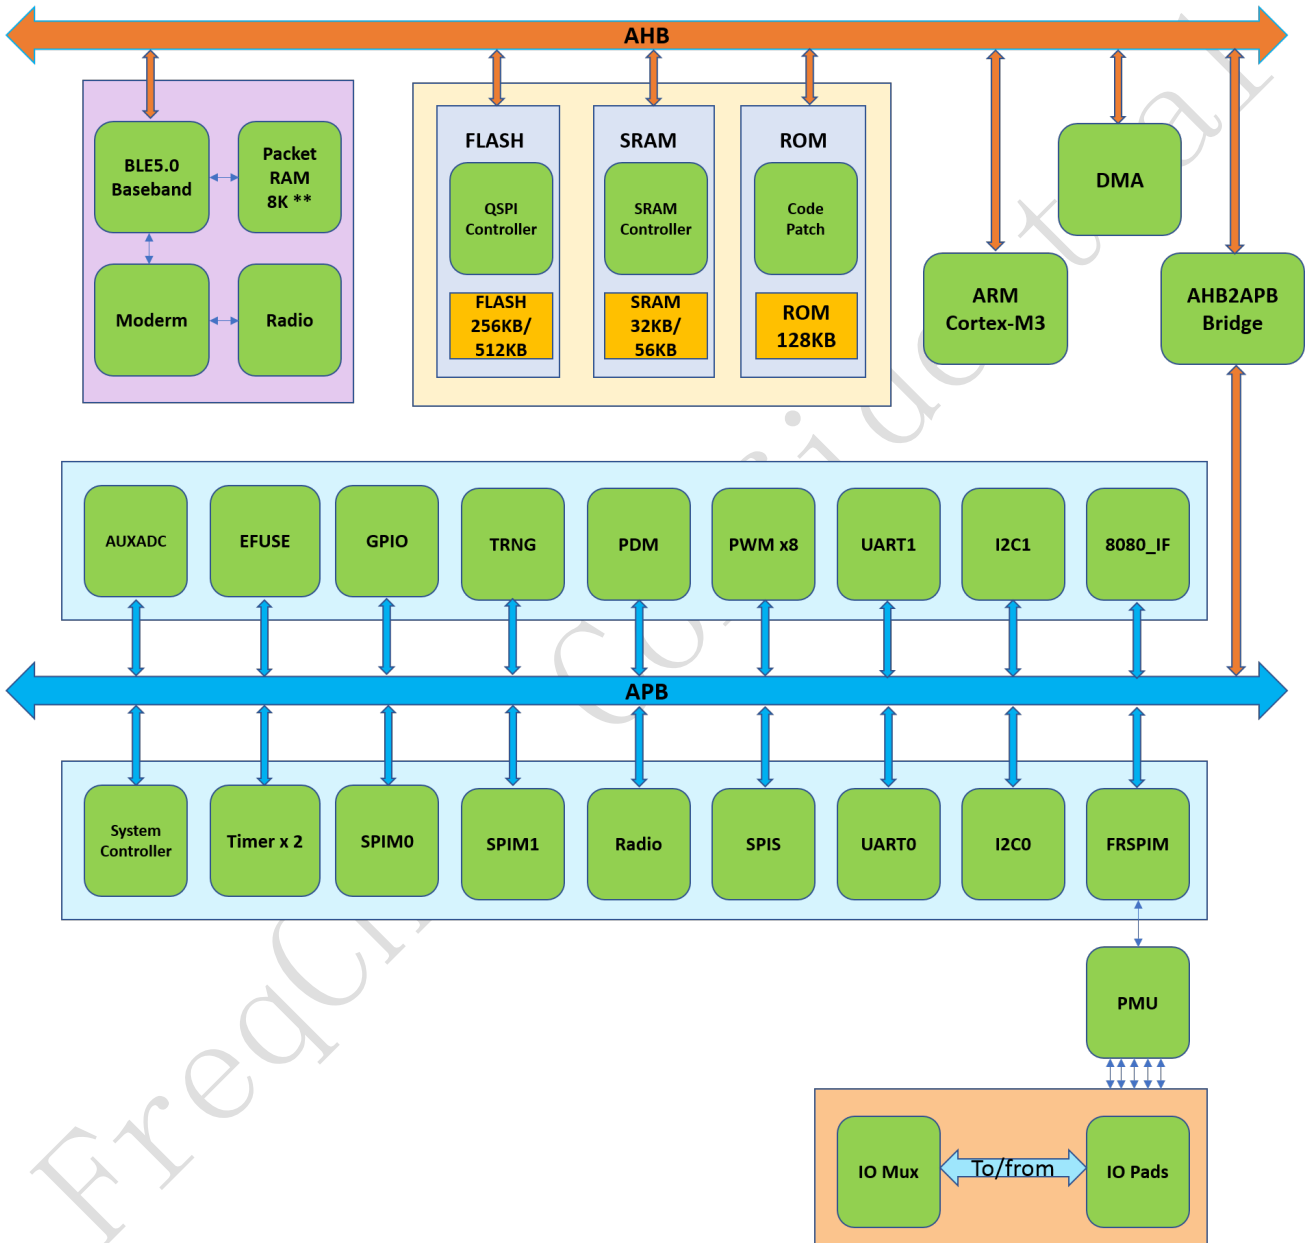 AHB
BLE5.0
Baseband
Packet
RAM
8K **
Moderm
Radio
FLASH
QSPI
Controller
FLASH
256KB/
512KB
SRAM
SRAM
Controller
SRAM
32KB/
56KB
ROM
Code
Patch
ROM
128KB
ARM
Cortex-M3
DMA
AHB2APB
Bridge
AUXADC
EFUSE
GPIO
TRNG
PDM
PWM x8
UART1
I2C1
8080_IF
APB
System
Controller
Timer x 2
SPIM0
SPIM1
Radio
SPIS
UART0
I2C0
FRSPIM
PMU
IO Mux
To/from
IO Pads